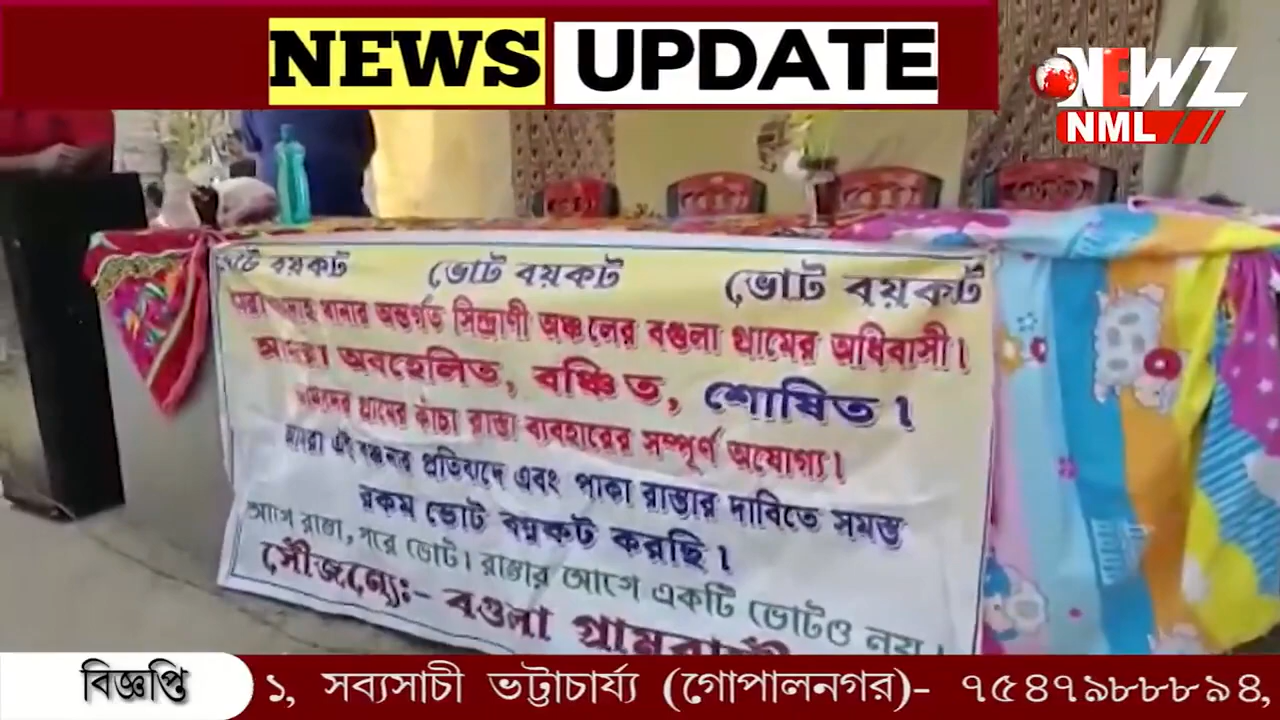 NEWS UPDATE
NEWZ
NML
বয়কট ভোট বয়কট ভোট বয়কট
থানার অন্তর্গত সিন্দ্রাণী অঞ্চলের বগুলা গ্রামের অধিবাসী।
আমরা অবহেলিত, বঞ্চিত, শোষিত।
গ্রামের কাঁচা রাস্তা ব্যবহারের সম্পূর্ণ অযোগ্য।
আমরা এই বঞ্চনার প্রতিবাদে এবং পাকা রাস্তার দাবিতে সমস্ত
রকম ভোট বয়কট করছি।
আগে রাস্তা, পরে ভোট। রাস্তার আগে একটি ভোটও নয়।
সৌজন্যেঃ- বগুলা গ্রামবাসী
বিজ্ঞপ্তি ১, সব্যসাচী ভট্টাচার্য্য (গোপালনগর)- ৭৫৪৭৯৮৮৮৯৪,